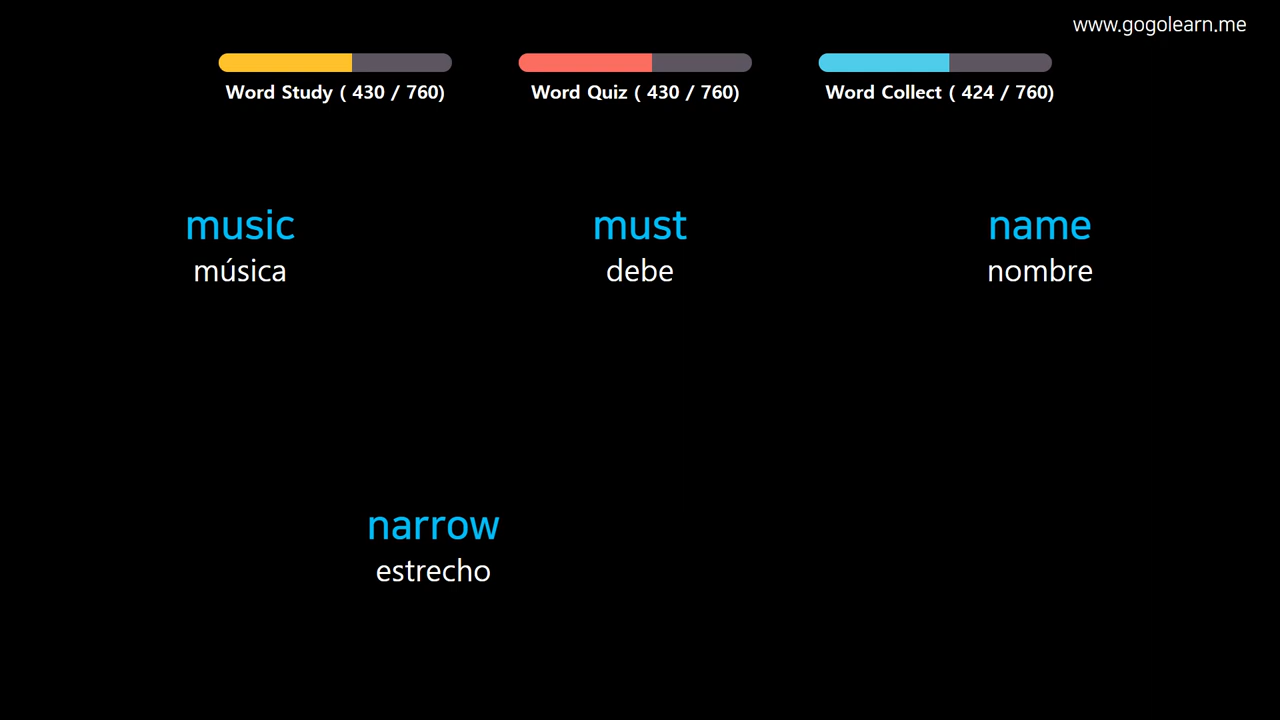 www.gogolearn.me
Word Study ( 430 / 760)
Word Quiz ( 430 / 760)
Word Collect ( 424 / 760)
music
música
must
debe
name
nombre
narrow
estrecho